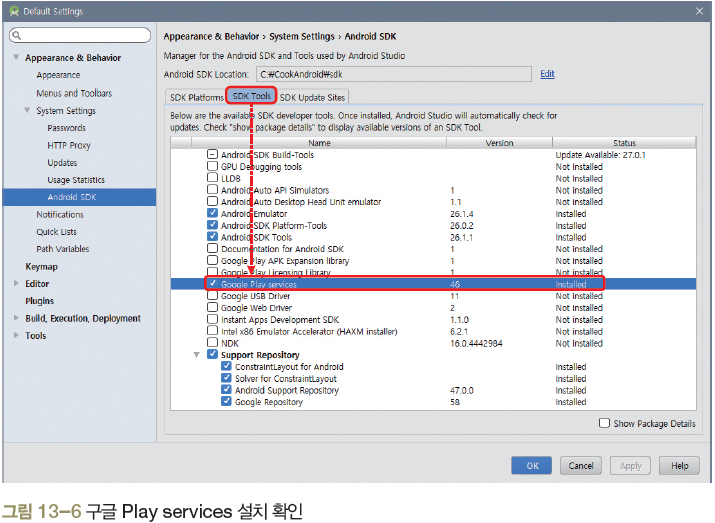 Default Settings
Appearance & Behavior › System Settings › Android SDK
Manager for the Android SDK and Tools used by Android Studio
Android SDK Location: C:₩CookAndroid₩sdk Edit
Appearance & Behavior
Appearance
Menus and Toolbars
System Settings
Passwords
HTTP Proxy
Updates
Usage Statistics
Android SDK
Notifications
Quick Lists
Path Variables
Keymap
Editor
Plugins
Build, Execution, Deployment
Tools
SDK Platforms SDK Tools SDK Update Sites
Below are the available SDK developer tools. Once installed, Android Studio will automatically check for
updates. Check "show package details" to display available versions of an SDK Tool.
Name Version Status
Android SDK Build-Tools Update Available: 27.0.1
GPU Debugging tools Not Installed
LLDB Not Installed
Android Auto API Simulators 1 Not installed
Android Auto Desktop Head Unit emulator 1.1 Not installed
Android Emulator 26.1.4 Installed
Android SDK Platform-Tools 26.0.2 Installed
Android SDK Tools 26.1.1 Installed
Documentation for Android SDK 1 Not installed
Google Play APK Expansion library 1 Not installed
Google Play Licensing Library 1 Not installed
Google Play services 46 Installed
Google USB Driver 11 Not installed
Google Web Driver 2 Not installed
Instant Apps Development SDK 1.1.0 Not installed
Intel x86 Emulator Accelerator (HAXM installer) 6.2.1 Not installed
NDK 16.0.4442984 Not installed
Support Repository
ConstraintLayout for Android Installed
Solver for ConstraintLayout Installed
Android Support Repository 47.0.0 Installed
Google Repository 58 Installed
Show Package Details
OK Cancel Apply Help
그림 13-6 구글 Play services 설치 확인